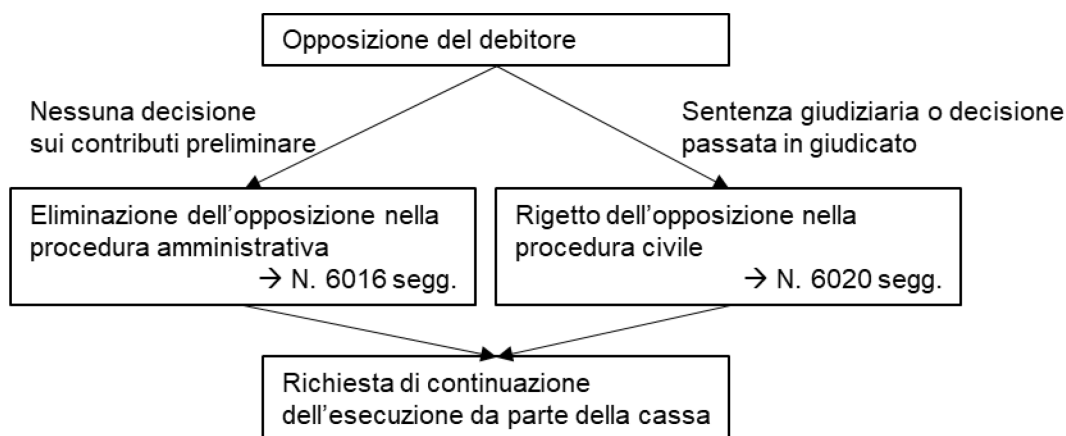 Opposizione del debitore
Nessuna decisione
sui contributi preliminare
Sentenza giudiziaria o decisione
passata in giudicato
Eliminazione dell’opposizione nella
procedura amministrativa
→ N. 6016 segg.
Rigetto dell’opposizione nella
procedura civile
→ N. 6020 segg.
Richiesta di continuazione
dell’esecuzione da parte della cassa